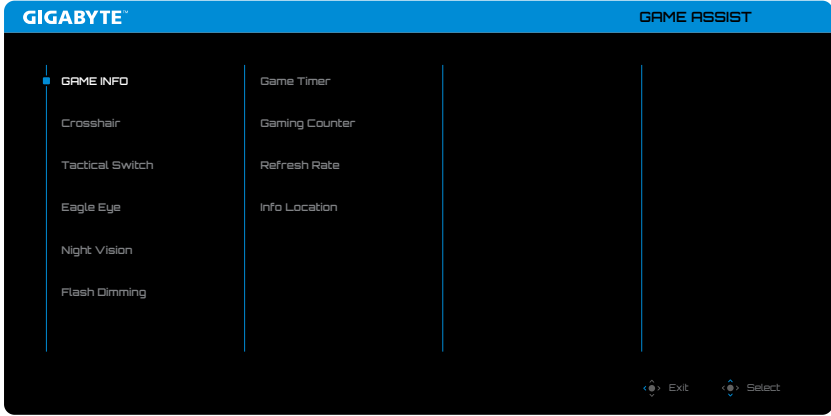 GIGABYTE™
GAME ASSIST
GAME INFO
Game Timer
Crosshair
Gaming Counter
Tactical Switch
Refresh Rate
Eagle Eye
Info Location
Night Vision
Flash Dimming
Exit
Select